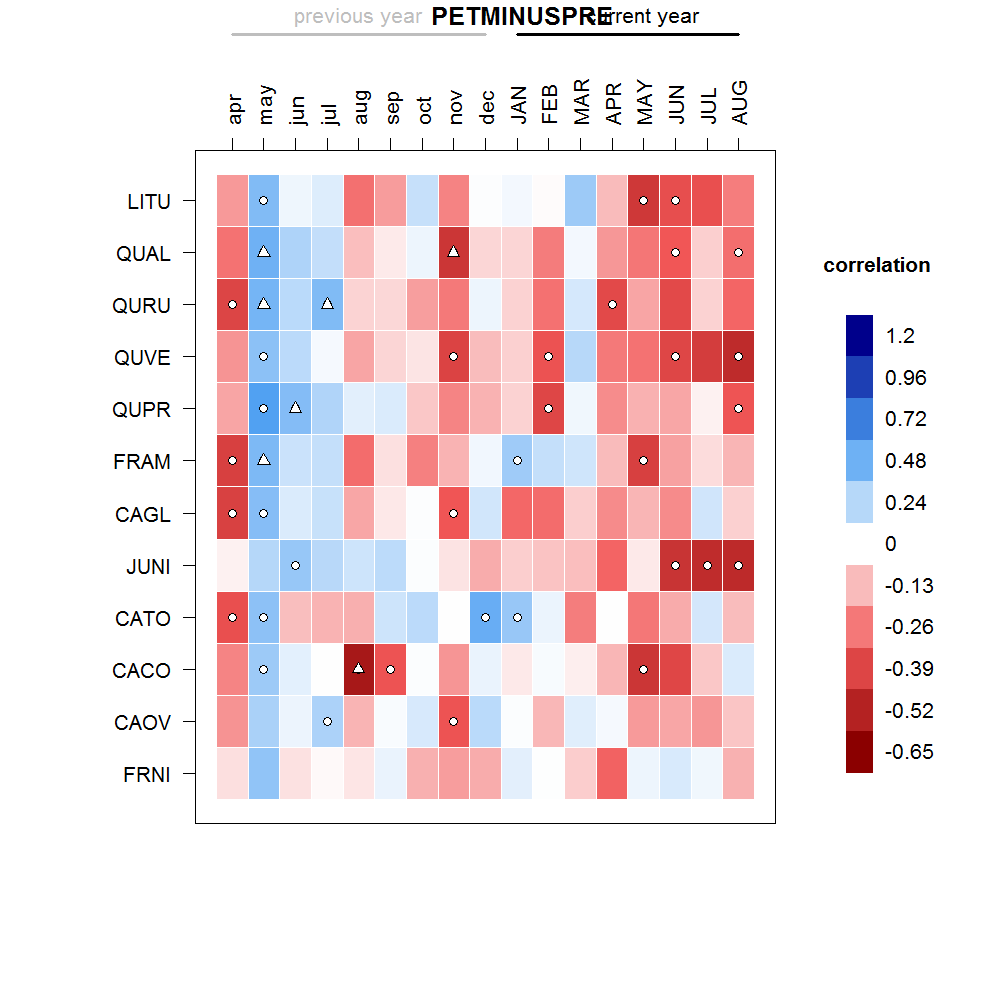 previous year PETMINUSPRE current year
apr may jun jul aug sep oct nov dec JAN FEB MAR APR MAY JUN JUL AUG
LITU
QUAL
QURU
QUVE
QUPR
FRAM
CAGL
JUNI
CATO
CACO
CAOV
FRNI
correlation
1.2
0.96
0.72
0.48
0.24
0
-0.13
-0.26
-0.39
-0.52
-0.65